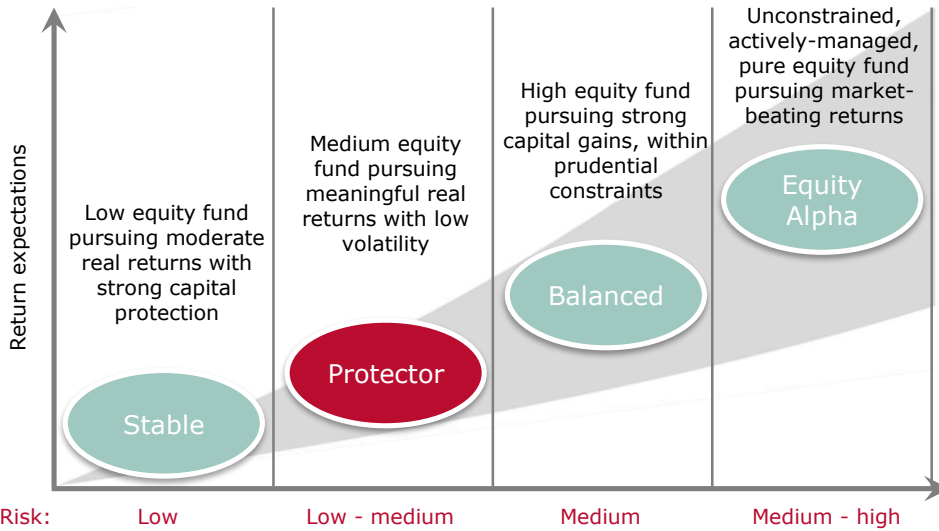 Return expectations
Low equity fund
pursuing moderate
real returns with
strong capital
protection
Stable
Medium equity
fund pursuing
meaningful real
returns with low
volatility
Protector
High equity fund
pursuing strong
capital gains, within
prudential
constraints
Balanced
Unconstrained,
actively-managed,
pure equity fund
pursuing market-
beating returns
Equity
Alpha
Risk:
Low
Low - medium
Medium
Medium - high